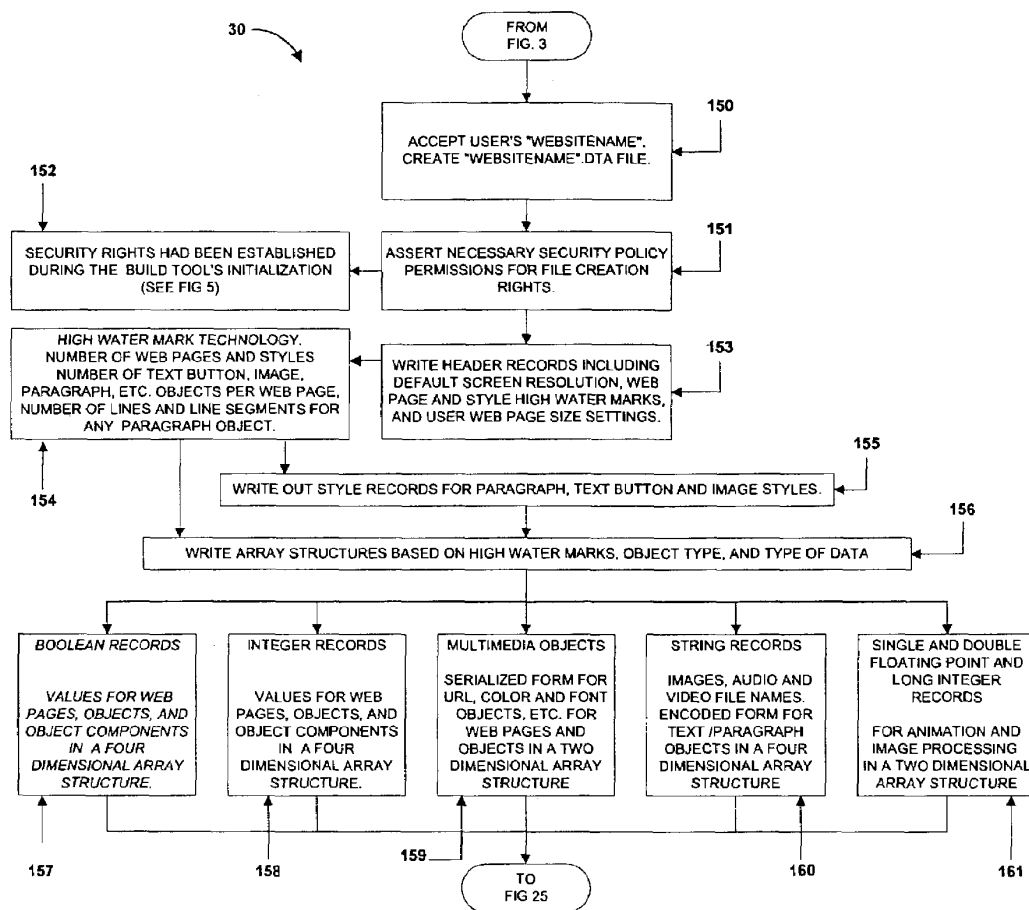 30
FROM
FIG. 3
150
ACCEPT USER'S "WEBSITENAME".
CREATE "WEBSITENAME".DTA FILE.
152
151
SECURITY RIGHTS HAD BEEN ESTABLISHED
DURING THE BUILD TOOL'S INITIALIZATION
(SEE FIG 5)
ASSERT NECESSARY SECURITY POLICY
PERMISSIONS FOR FILE CREATION
RIGHTS.
HIGH WATER MARK TECHNOLOGY.
NUMBER OF WEB PAGES AND STYLES
NUMBER OF TEXT BUTTON, IMAGE,
PARAGRAPH, ETC. OBJECTS PER WEB PAGE,
NUMBER OF LINES AND LINE SEGMENTS FOR
ANY PARAGRAPH OBJECT.
WRITE HEADER RECORDS INCLUDING
DEFAULT SCREEN RESOLUTION, WEB
PAGE AND STYLE HIGH WATER MARKS,
AND USER WEB PAGE SIZE SETTINGS.
153
154
155
WRITE OUT STYLE RECORDS FOR PARAGRAPH, TEXT BUTTON AND IMAGE STYLES.
156
WRITE ARRAY STRUCTURES BASED ON HIGH WATER MARKS, OBJECT TYPE, AND TYPE OF DATA
BOOLEAN RECORDS
VALUES FOR WEB
PAGES, OBJECTS, AND
OBJECT COMPONENTS
IN A FOUR
DIMENSIONAL ARRAY
STRUCTURE.
INTEGER RECORDS
VALUES FOR WEB
PAGES, OBJECTS, AND
OBJECT COMPONENTS
IN A FOUR
DIMENSIONAL ARRAY
STRUCTURE.
MULTIMEDIA OBJECTS
SERIALIZED FORM FOR
URL, COLOR AND FONT
OBJECTS, ETC. FOR
WEB PAGES AND
OBJECTS IN A TWO
DIMENSIONAL ARRAY
STRUCTURE
STRING RECORDS
IMAGES, AUDIO AND
VIDEO FILE NAMES.
ENCODED FORM FOR
TEXT /PARAGRAPH
OBJECTS IN A FOUR
DIMENSIONAL ARRAY
STRUCTURE
SINGLE AND DOUBLE
FLOATING POINT AND
LONG INTEGER
RECORDS
FOR ANIMATION AND
IMAGE PROCESSING
IN A TWO DIMENSIONAL
ARRAY STRUCTURE
157
158
159
160
161
TO
FIG 25